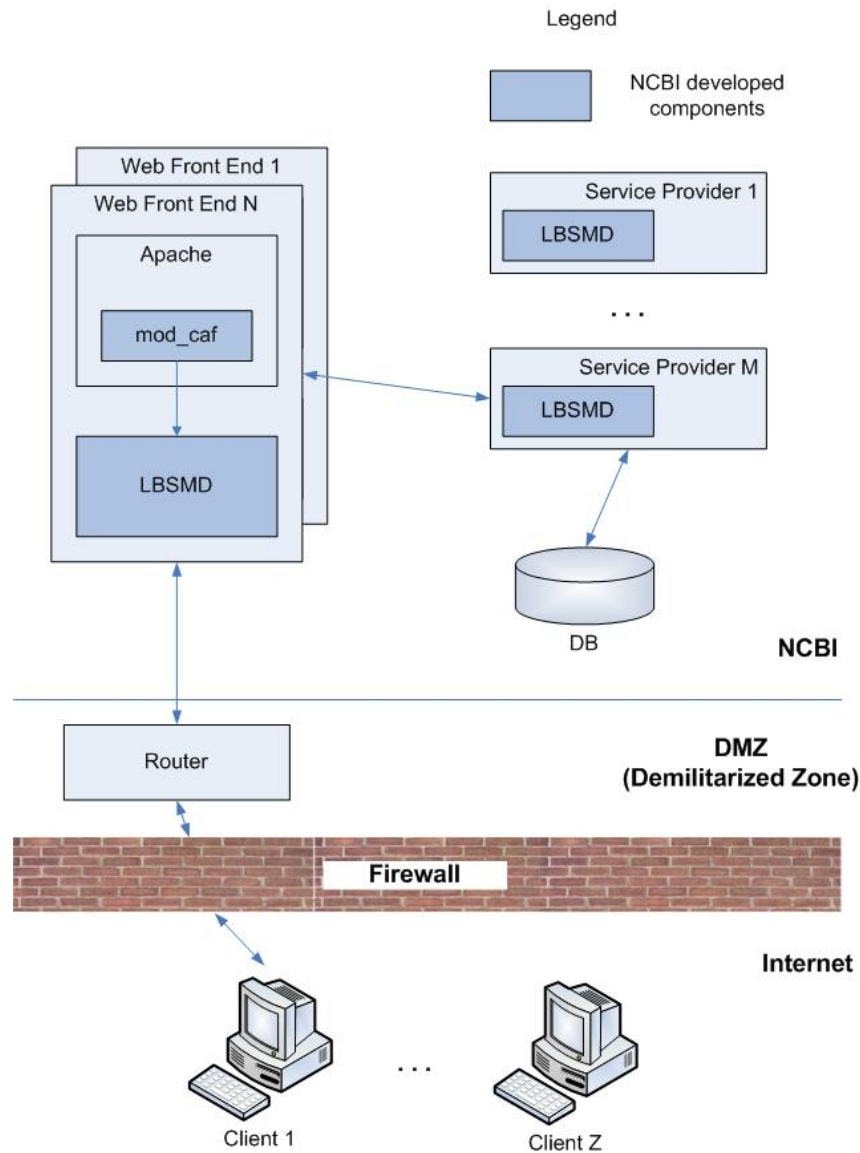 Legend
NCBI developed
components
Web Front End 1
Web Front End N
Apache
mod_caf
LBSMD
Service Provider 1
LBSMD
. . .
Service Provider M
LBSMD
DB
NCBI
Router
DMZ
(Demilitarized Zone)
Firewall
Internet
. . .
Client 1
Client Z